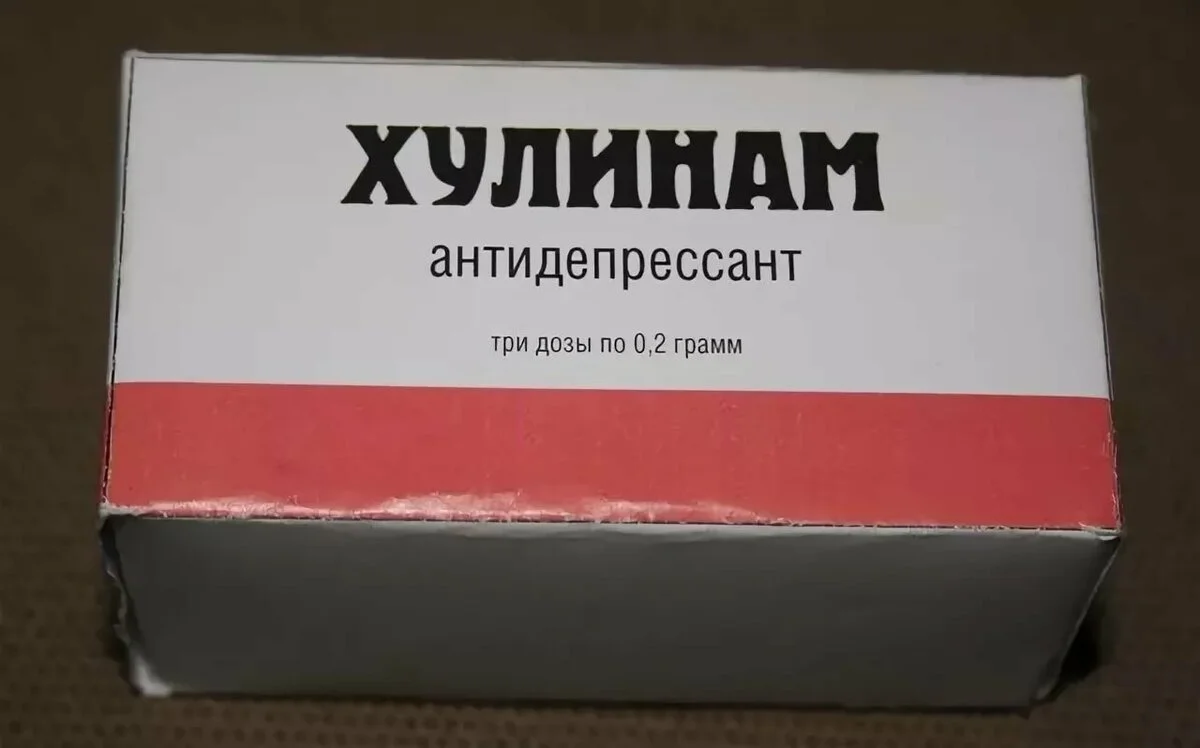 ХУЛИНАМ
антидепрессант
три дозы по 0,2 грамм